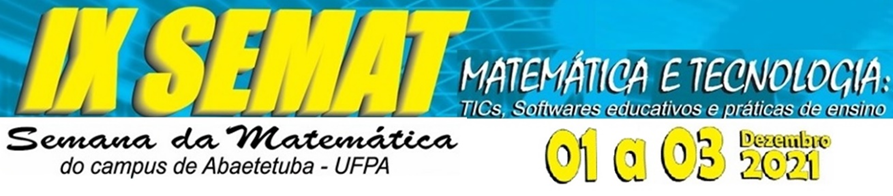 IX SEMAT
MATEMÁTICA E TECNOLOGIA:
TICs, Softwares educativos e práticas de ensino
Semana da Matemática
do campus de Abaetetuba - UFPA
01 a 03 Dezembro
2021